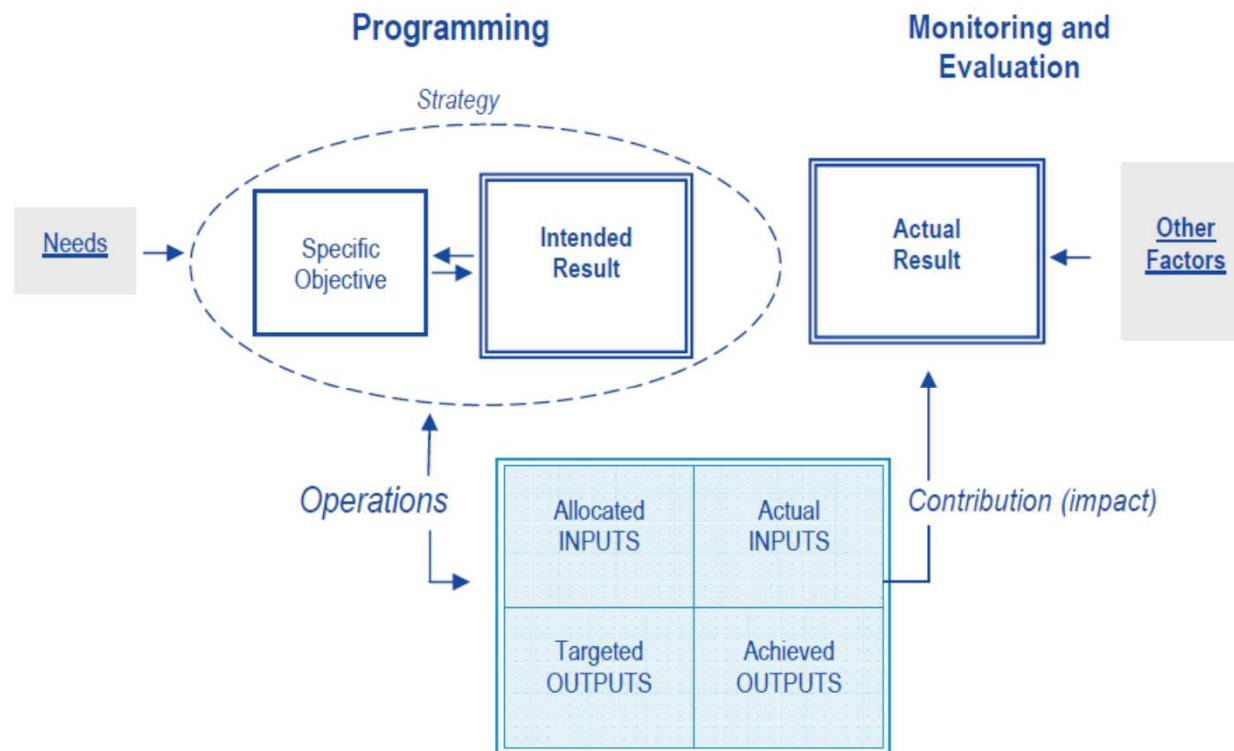 Programming
Monitoring and
Evaluation
Strategy
Needs
Specific
Objective
Intended
Result
Actual
Result
Other
Factors
Operations
Allocated
INPUTS
Actual
INPUTS
Contribution (impact)
Targeted
OUTPUTS
Achieved
OUTPUTS